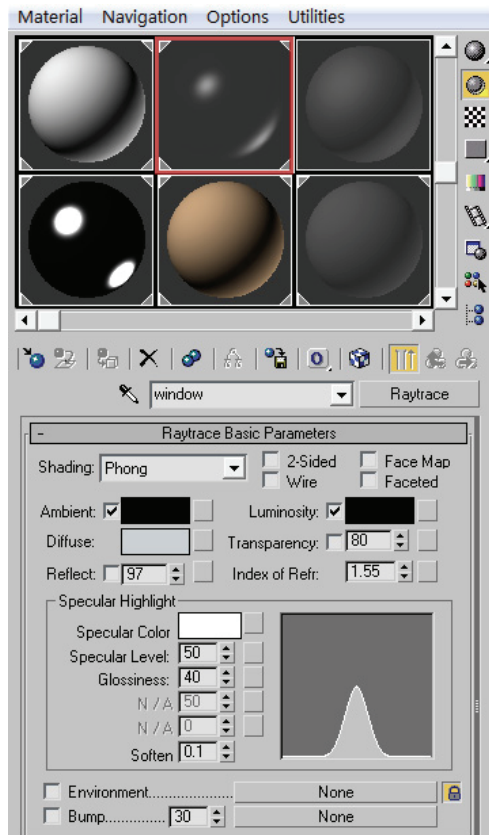 Material Navigation Options Utilities
window Raytrace
- Raytrace Basic Parameters
Shading: Phong 2-Sided Face Map
Wire Faceted
Ambient: Luminosity:
Diffuse: Transparency: 80
Reflect: 97 Index of Refr: 1.55
Specular Highlight
Specular Color
Specular Level: 50
Glossiness: 40
N / A 50
N / A 0
Soften 0.1
Environment.................... None
Bump.............. 30 None